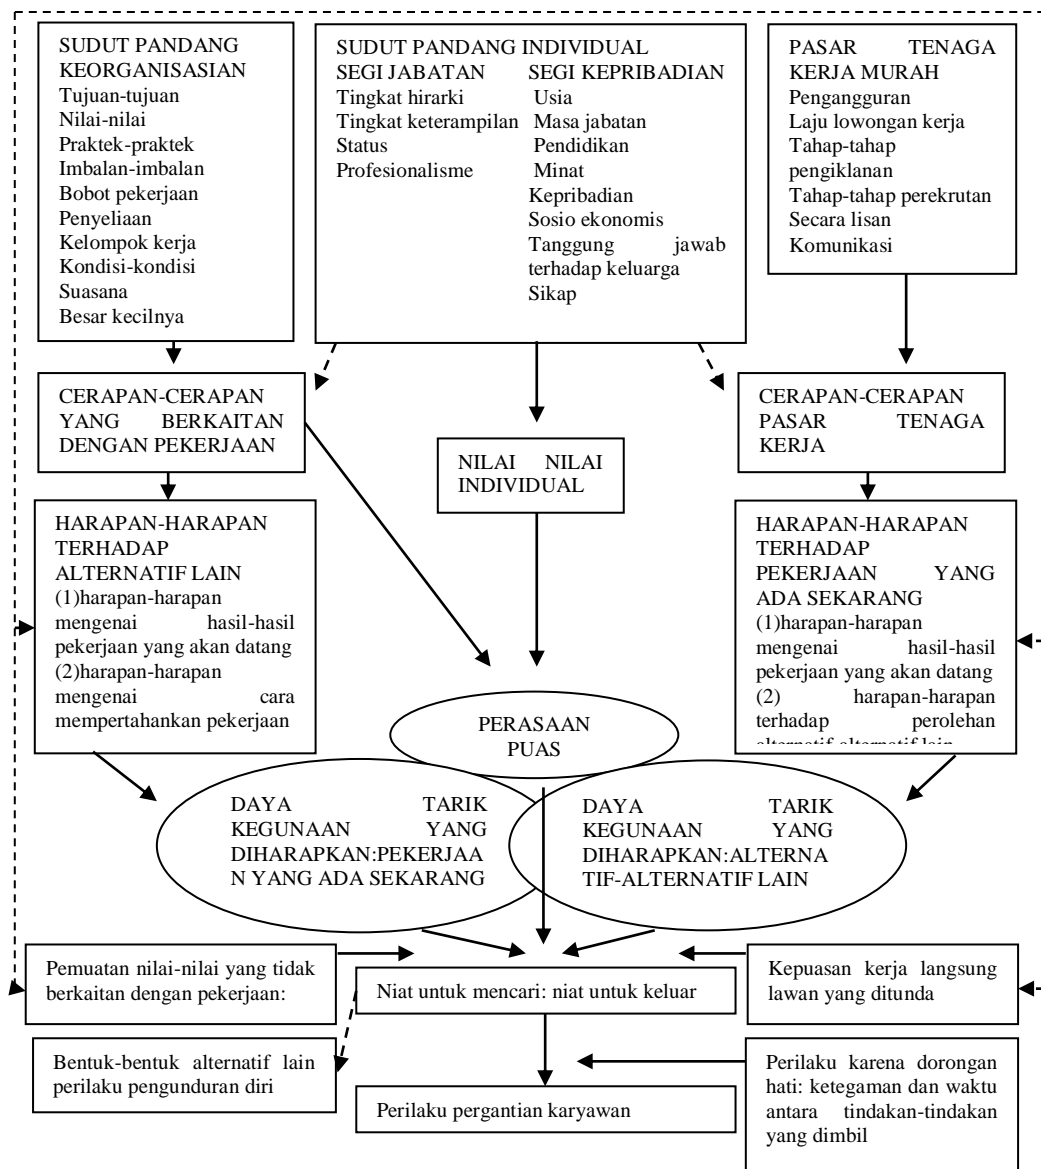 SUDUT PANDANG
KEORGANISASIAN
Tujuan-tujuan
Nilai-nilai
Praktek-praktek
Imbalan-imbalan
Bobot pekerjaan
Penyeliaan
Kelompok kerja
Kondisi-kondisi
Suasana
Besar kecilnya
SUDUT PANDANG INDIVIDUAL
SEGI JABATAN SEGI KEPRIBADIAN
Tingkat hirarki Usia
Tingkat keterampilan Masa jabatan
Status Pendidikan
Profesionalisme Minat
Kepribadian
Sosio ekonomis
Tanggung jawab
terhadap keluarga
Sikap
PASAR TENAGA
KERJA MURAH
Pengangguran
Laju lowongan kerja
Tahap-tahap
pengiklanan
Tahap-tahap perekrutan
Secara lisan
Komunikasi
CERAPAN-CERAPAN
YANG BERKAITAN
DENGAN PEKERJAAN
NILAI NILAI
INDIVIDUAL
CERAPAN-CERAPAN
PASAR TENAGA
KERJA
HARAPAN-HARAPAN
TERHADAP
ALTERNATIF LAIN
(1)harapan-harapan
mengenai hasil-hasil
pekerjaan yang akan datang
(2)harapan-harapan
mengenai cara
mempertahankan pekerjaan
HARAPAN-HARAPAN
TERHADAP
PEKERJAAN YANG
ADA SEKARANG
(1)harapan-harapan
mengenai hasil-hasil
pekerjaan yang akan datang
(2) harapan-harapan
terhadap perolehan
alternatif-alternatif lain
PERASAAN
PUAS
DAYA TARIK
KEGUNAAN YANG
DIHARAPKAN:PEKERJAA
N YANG ADA SEKARANG
DAYA TARIK
KEGUNAAN YANG
DIHARAPKAN:ALTERNA
TIF-ALTERNATIF LAIN
Pemuatan nilai-nilai yang tidak
berkaitan dengan pekerjaan:
Niat untuk mencari: niat untuk keluar
Kepuasan kerja langsung
lawan yang ditunda
Bentuk-bentuk alternatif lain
perilaku pengunduran diri
Perilaku pergantian karyawan
Perilaku karena dorongan
hati: ketegaman dan waktu
antara tindakan-tindakan
yang dimbil